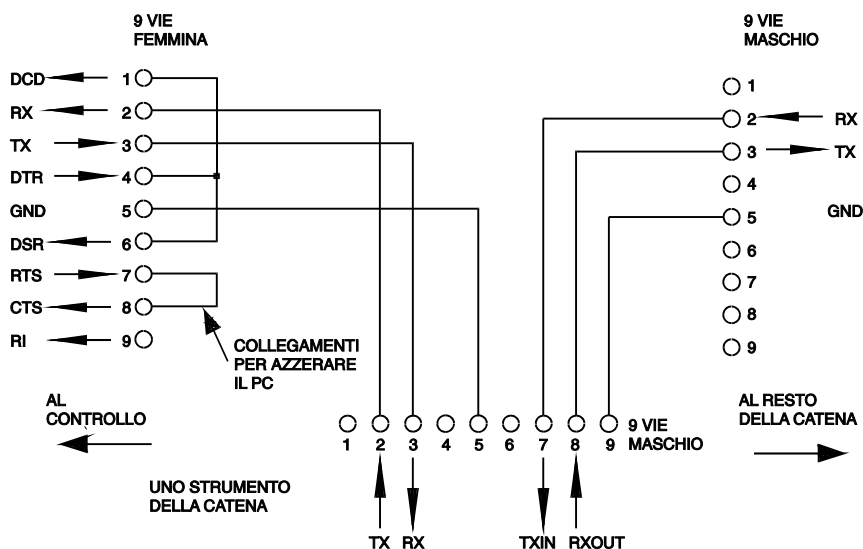 9 VIE
FEMMINA
DCD 1
RX 2
TX 3
DTR 4
GND 5
DSR 6
RTS 7
CTS 8
RI 9
COLLEGAMENTI
PER AZZERARE
IL PC
AL
CONTROLLO
9 VIE
MASCHIO
1
2 RX
3 TX
4
5 GND
6
7
8
9
AL RESTO
DELLA CATENA
1 2 3 4 5 6 7 8 9
9 VIE
MASCHIO
UNO STRUMENTO
DELLA CATENA
TX RX TXIN RXOUT